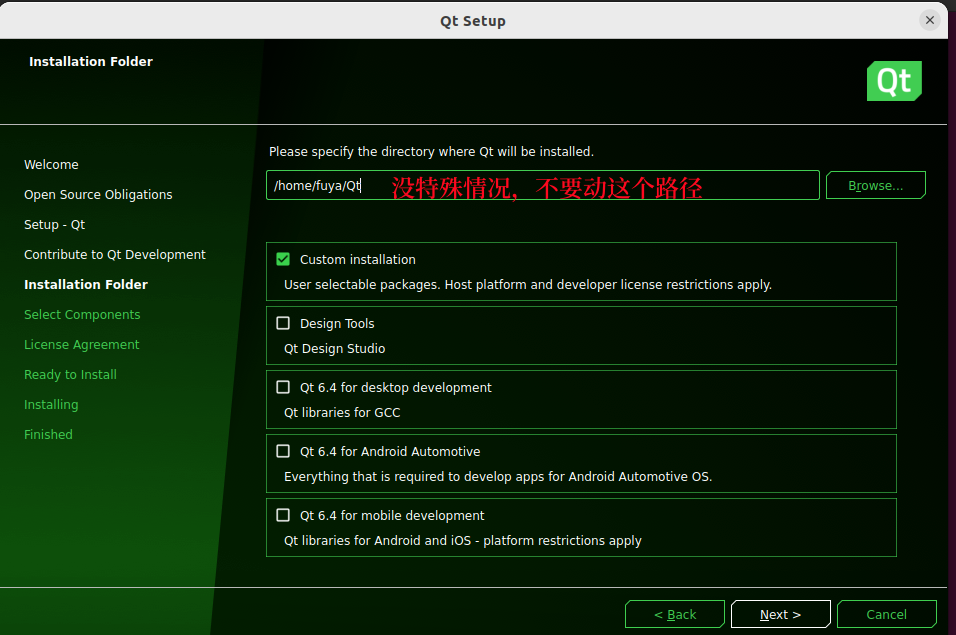 Qt Setup
Installation Folder
Qt
Welcome
Open Source Obligations
Setup - Qt
Contribute to Qt Development
Installation Folder
Select Components
License Agreement
Ready to Install
Installing
Finished
Please specify the directory where Qt will be installed.
/home/fuya/Qt 没特殊情况，不要动这个路径
Browse...
Custom installation
User selectable packages. Host platform and developer license restrictions apply.
Design Tools
Qt Design Studio
Qt 6.4 for desktop development
Qt libraries for GCC
Qt 6.4 for Android Automotive
Everything that is required to develop apps for Android Automotive OS.
Qt 6.4 for mobile development
Qt libraries for Android and iOS - platform restrictions apply
< Back
Next >
Cancel